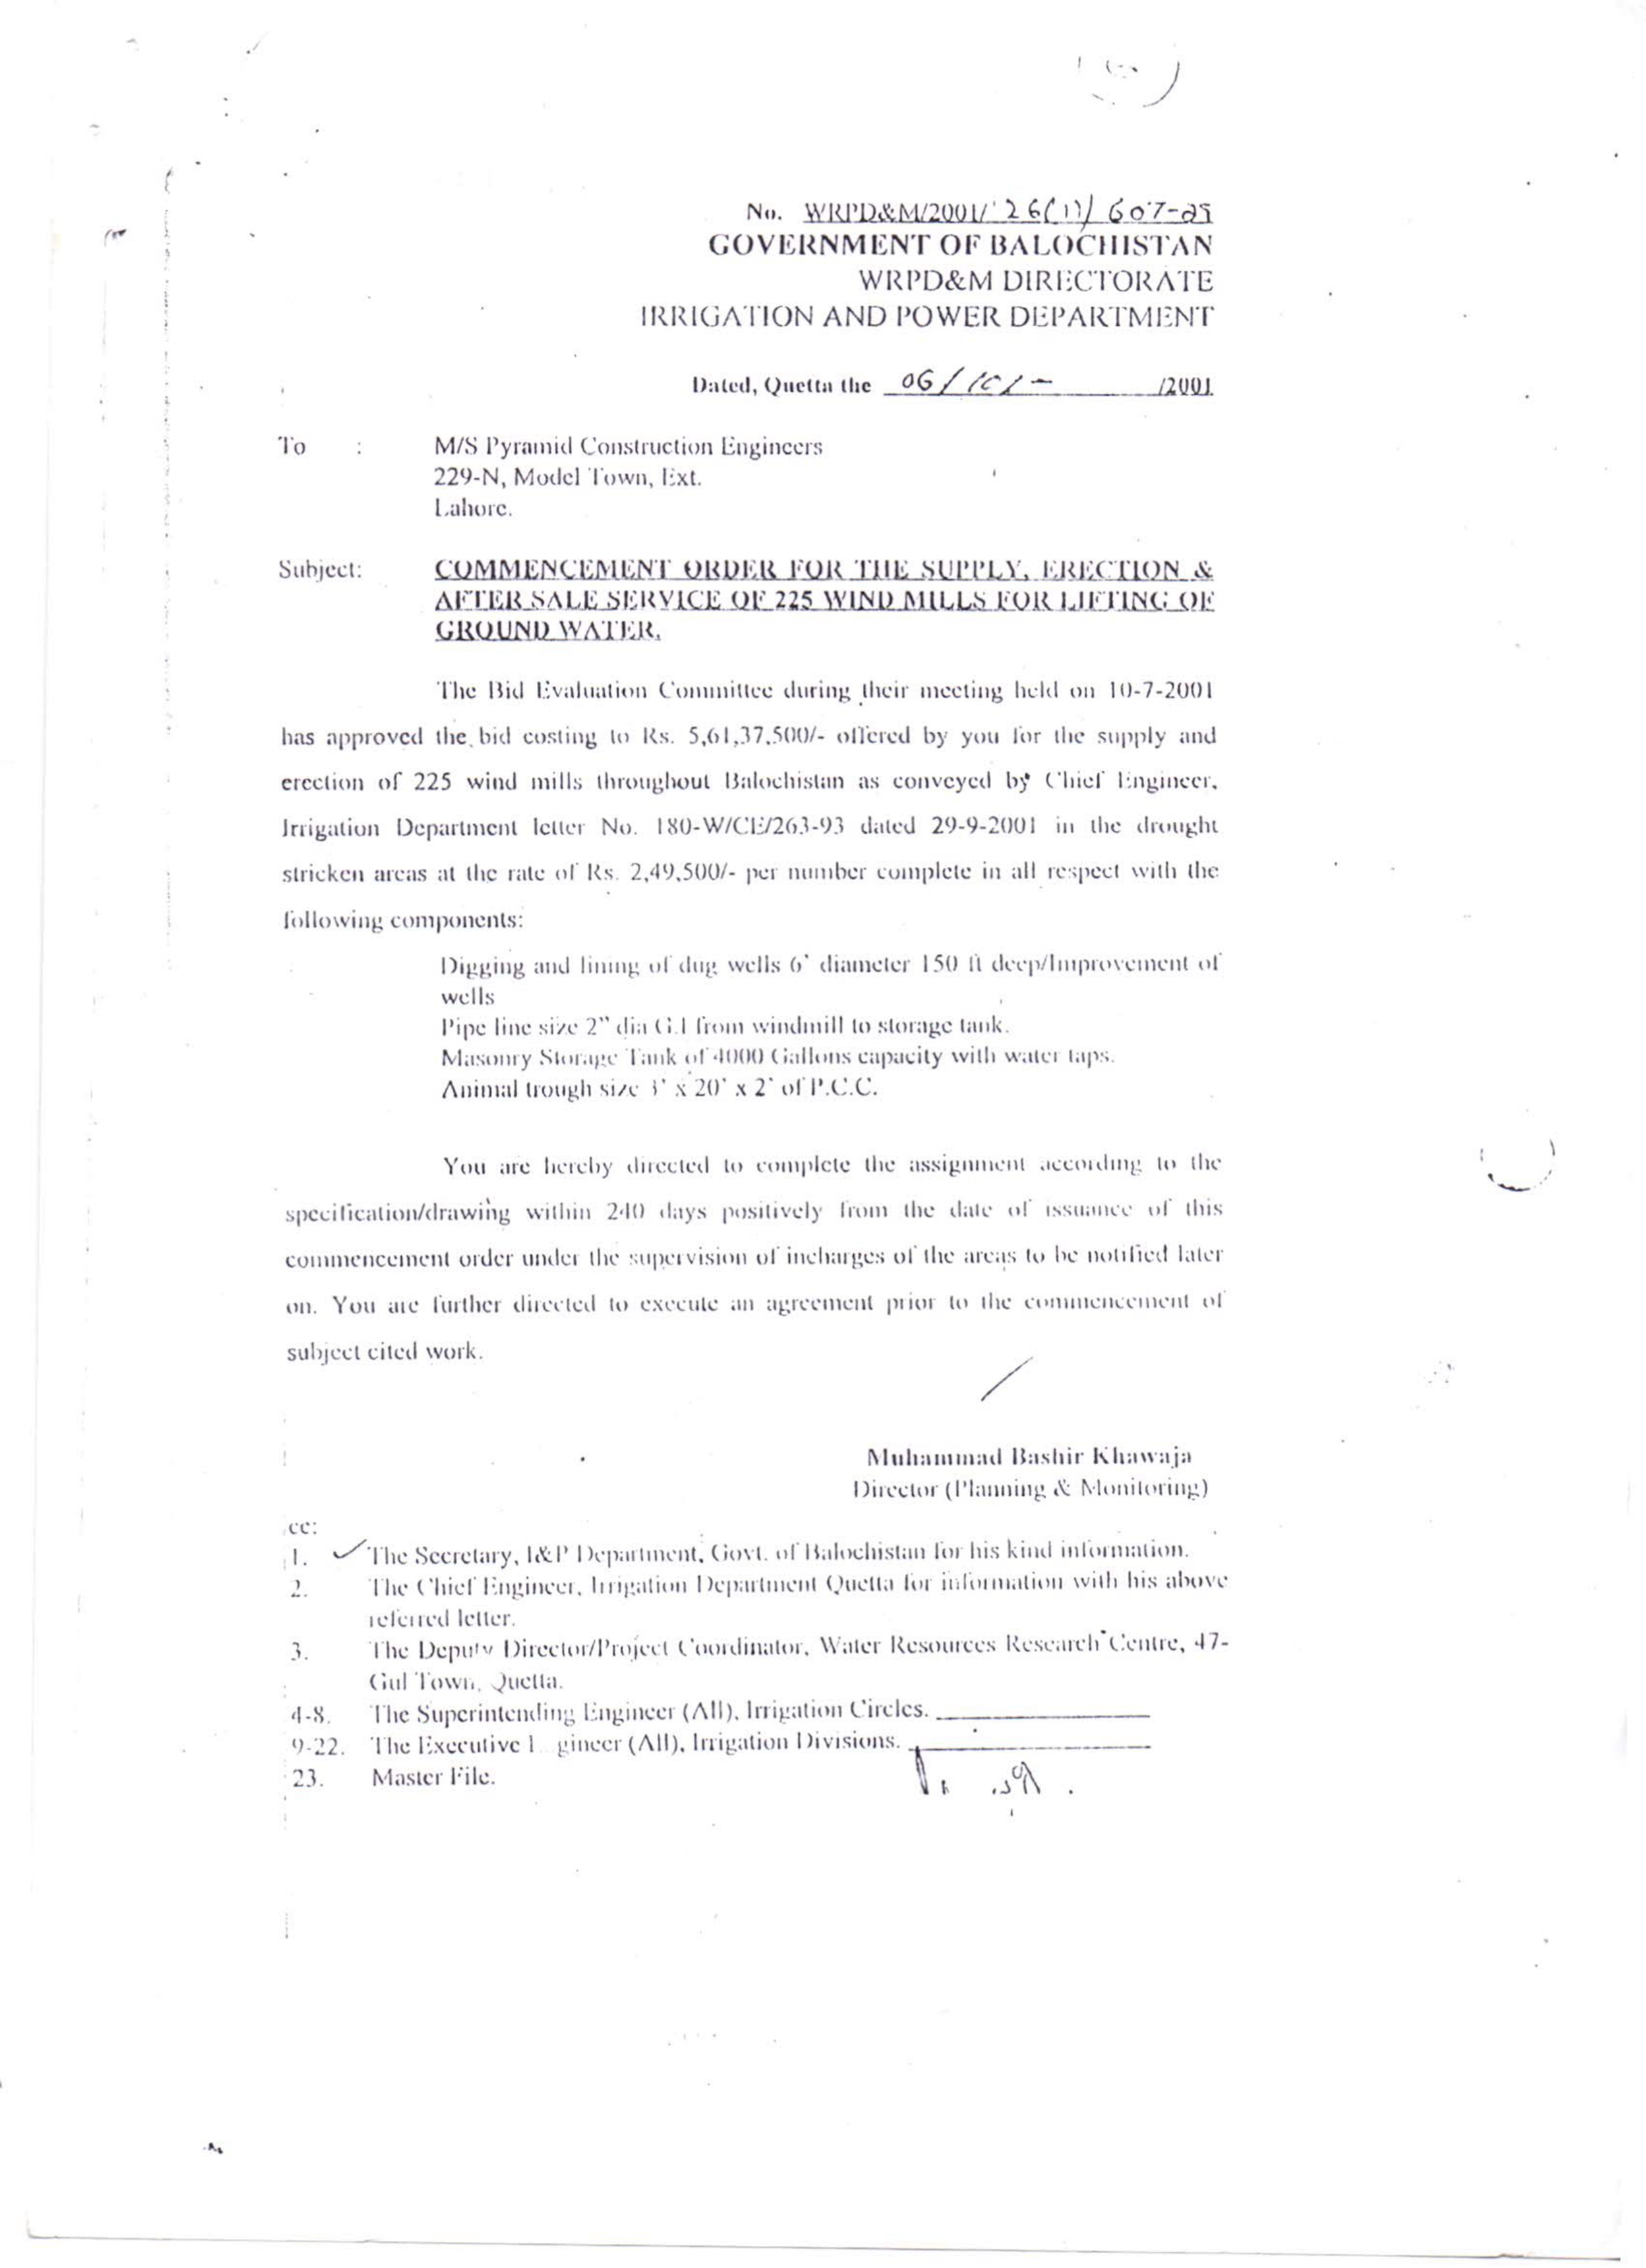 No. WRPD&M/2001/ 26(11)/ 607-29
GOVERNMENT OF BALOCHISTAN
WRPD&M DIRECTORATE
IRRIGATION AND POWER DEPARTMENT
Dated, Quetta the 06/10/- /2001
To : M/S Pyramid Construction Engineers
229-N, Model Town, Ext.
Lahore.
Subject: COMMENCEMENT ORDER FOR THE SUPPLY, ERECTION &
AFTER SALE SERVICE OF 225 WIND MILLS FOR LIFTING OF
GROUND WATER.
The Bid Evaluation Committee during their meeting held on 10-7-2001
has approved the bid costing to Rs. 5,61,37,500/- offered by you for the supply and
erection of 225 wind mills throughout Balochistan as conveyed by Chief Engineer,
Irrigation Department letter No. 180-W/CE/263-93 dated 29-9-2001 in the drought
stricken areas at the rate of Rs. 2,49,500/- per number complete in all respect with the
following components:
Digging and lining of dug wells 6' diameter 150 ft deep/Improvement of
wells
Pipe line size 2" dia G.I from windmill to storage tank.
Masonry Storage Tank of 4000 Gallons capacity with water taps.
Animal trough size 3' x 20' x 2' of P.C.C.
You are hereby directed to complete the assignment according to the
specification/drawing within 240 days positively from the date of issuance of this
commencement order under the supervision of incharges of the areas to be notified later
on. You are further directed to execute an agreement prior to the commencement of
subject cited work.
Muhammad Bashir Khawaja
Director (Planning & Monitoring)
cc:
1. The Secretary, I&P Department, Govt. of Balochistan for his kind information.
2. The Chief Engineer, Irrigation Department Quetta for information with his above
referred letter.
3. The Deputy Director/Project Coordinator, Water Resources Research Centre, 47-
Gul Town, Quetta.
4-8. The Superintending Engineer (All), Irrigation Circles.
9-22. The Executive E gineer (All), Irrigation Divisions.
23. Master File.